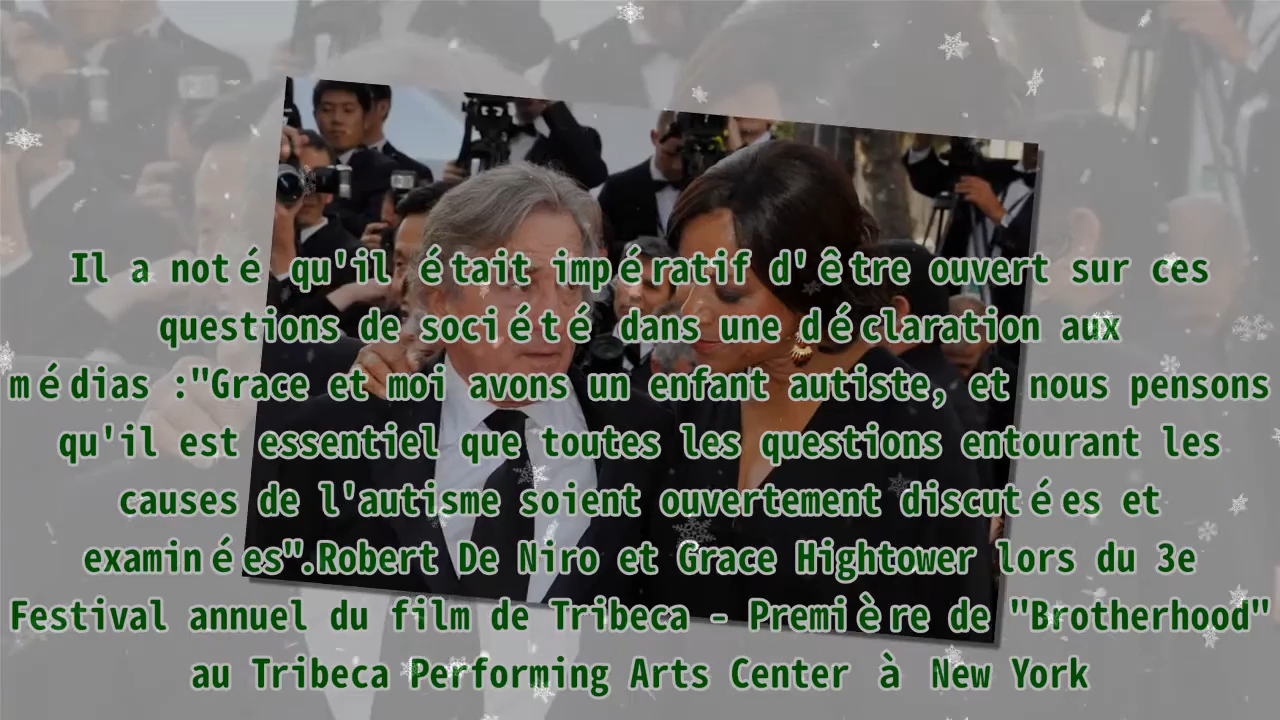 Il a noté qu'il était impératif d'être ouvert sur ces
questions de société dans une déclaration aux
médias :"Grace et moi avons un enfant autiste, et nous pensons
qu'il est essentiel que toutes les questions entourant les
causes de l'autisme soient ouvertement discutées et
examinées".Robert De Niro et Grace Hightower lors du 3e
Festival annuel du film de Tribeca - Première de "Brotherhood"
au Tribeca Performing Arts Center à New York